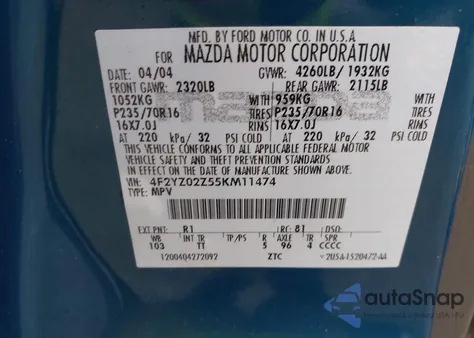 MFD. BY FORD MOTOR CO. IN U.S.A.
FOR MAZDA MOTOR CORPORATION
DATE: 04/04 GVWR: 4260LB/ 1932KG
FRONT GAWR: 2320LB REAR GAWR: 2115LB
1052KG WITH 959KG WITH
P235/70R16 TIRES P235/70R16 TIRES
16X7.0J RIMS 16X7.0J RIMS
AT 220 kPa/ 32 PSI COLD AT 220 kPa/ 32 PSI COLD
THIS VEHICLE CONFORMS TO ALL APPLICABLE FEDERAL MOTOR
VEHICLE SAFETY AND THEFT PREVENTION STANDARDS
IN EFFECT ON THE DATE OF MANUFACTURE SHOWN ABOVE.
VIN: 4F2YZ02Z55KM11474
TYPE: MPV
EXT PNT: R1 RC: 81 DSO:
WB INT TR TP/PS R AXLE TR SPR
103 TT 5 96 4 CCCC
1200404272092 ZTC
autoSnap